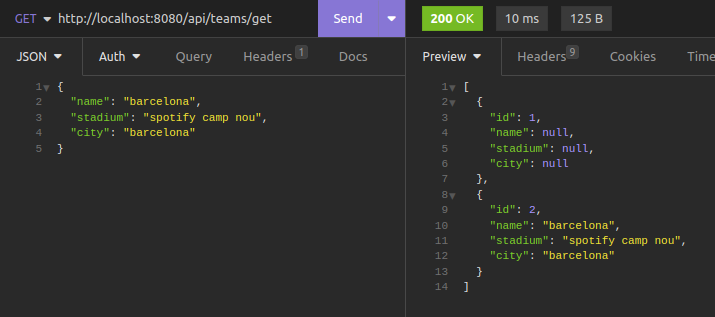 GET http://localhost:8080/api/teams/get Send 200 OK 10 ms 125 B
JSON Auth Query Headers 1 Docs Preview Headers 9 Cookies Time
1 {
2 "name": "barcelona",
3 "stadium": "spotify camp nou",
4 "city": "barcelona"
5 }
1 [
2 {
3 "id": 1,
4 "name": null,
5 "stadium": null,
6 "city": null
7 },
8 {
9 "id": 2,
10 "name": "barcelona",
11 "stadium": "spotify camp nou",
12 "city": "barcelona"
13 }
14 ]